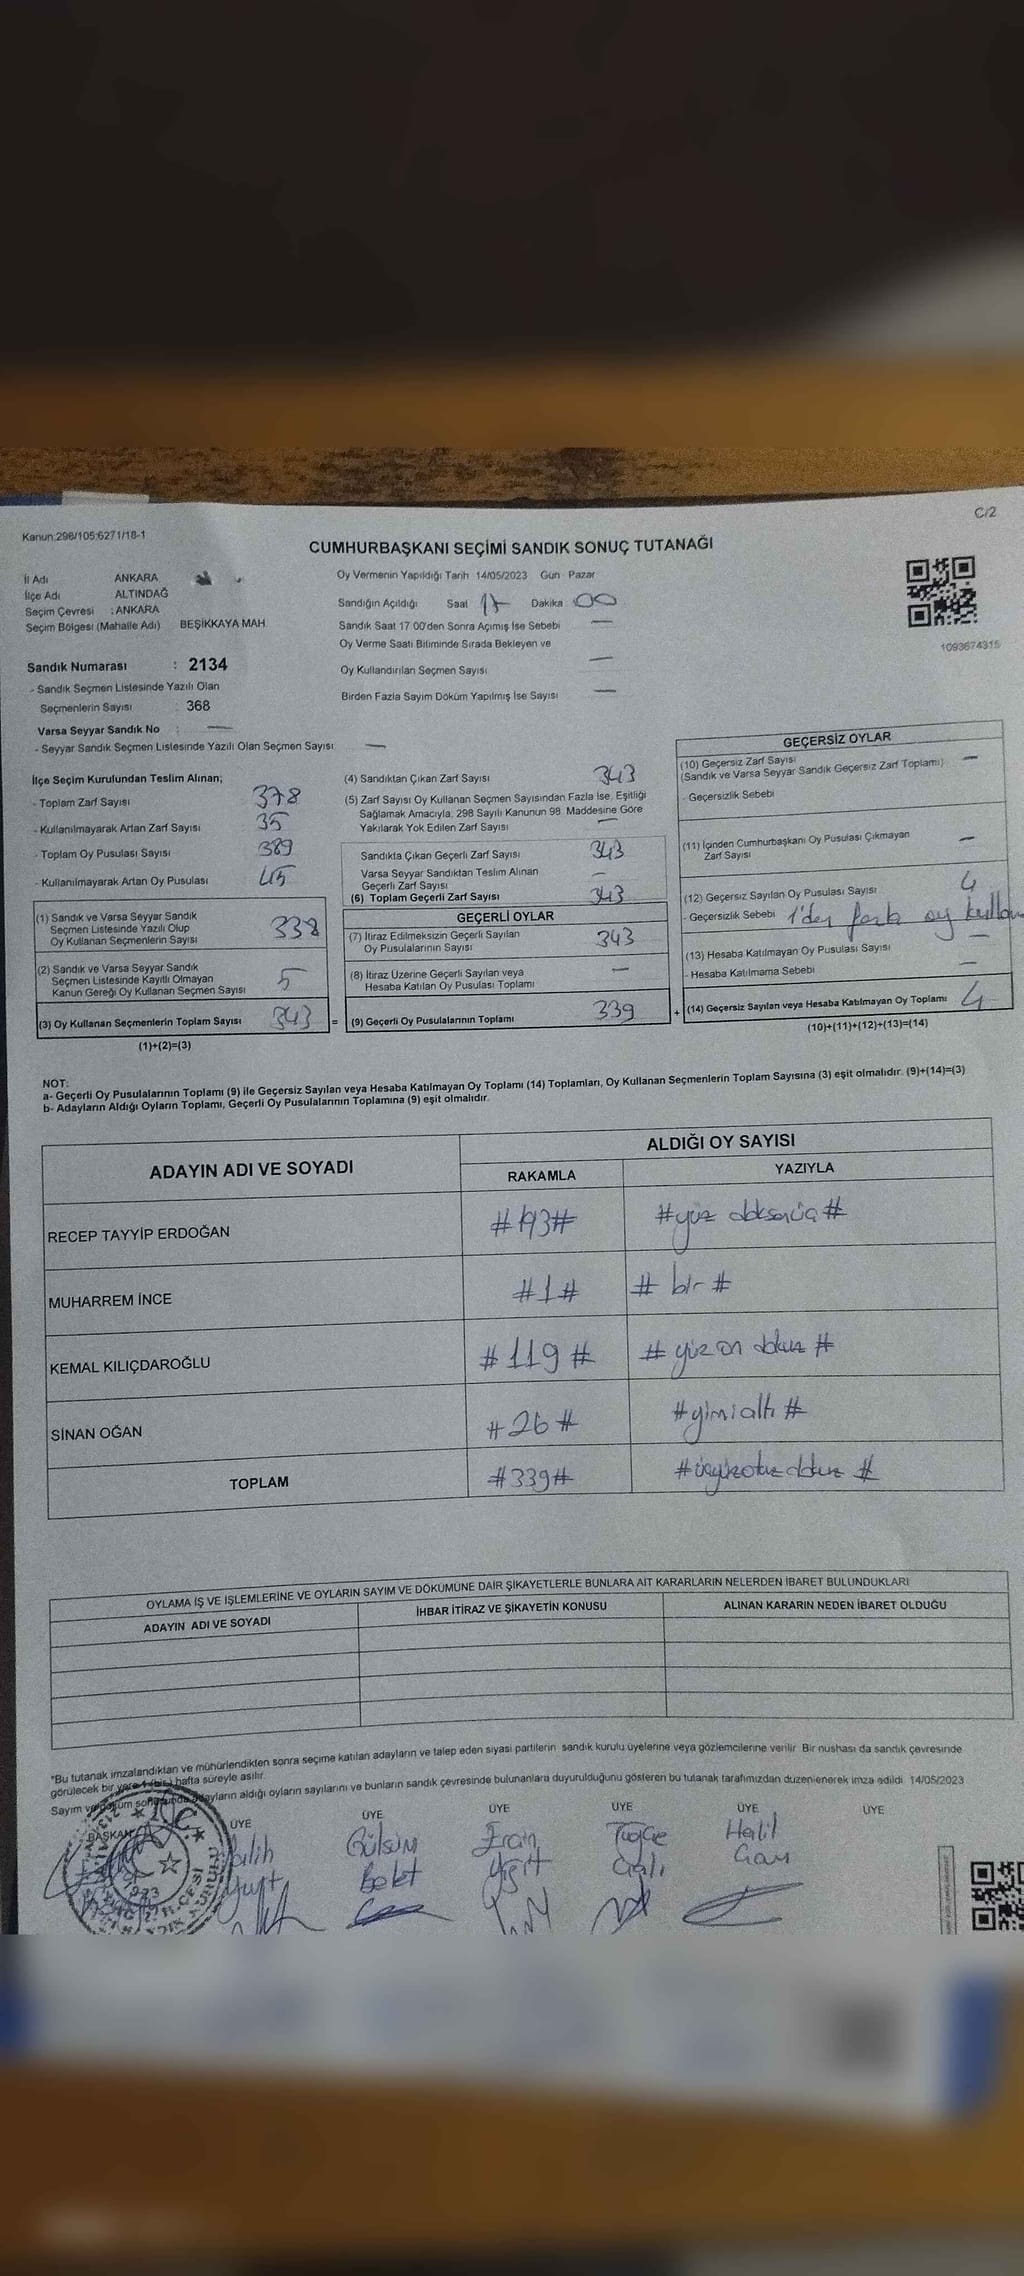 C/2
Kanun:298/105:6271/18-1
CUMHURBAŞKANI SEÇİMİ SANDIK SONUÇ TUTANAĞI
İl Adı ANKARA
İlçe Adı ALTINDAĞ
Seçim Çevresi : ANKARA
Seçim Bölgesi (Mahalle Adı) BEŞİKKAYA MAH.
Oy Vermenin Yapıldığı Tarih 14/05/2023 Gün Pazar
Sandığın Açıldığı Saat 17 Dakika 00
Sandık Saat 17 00'den Sonra Açımış İse Sebebi —
Oy Verme Saati Bitiminde Sırada Bekleyen ve
Oy Kullandırılan Seçmen Sayısı —
Birden Fazla Sayım Döküm Yapılmış İse Sayısı —
1093674315
Sandık Numarası : 2134
- Sandık Seçmen Listesinde Yazılı Olan
Seçmenlerin Sayısı 368
Varsa Seyyar Sandık No : —
- Seyyar Sandık Seçmen Listesinde Yazılı Olan Seçmen Sayısı —
İlçe Seçim Kurulundan Teslim Alınan;
- Toplam Zarf Sayısı 378
- Kullanılmayarak Artan Zarf Sayısı 35
- Toplam Oy Pusulası Sayısı 389
- Kullanılmayarak Artan Oy Pusulası 45
(1) Sandık ve Varsa Seyyar Sandık
Seçmen Listesinde Yazılı Olup
Oy Kullanan Seçmenlerin Sayısı 338
(2) Sandık ve Varsa Seyyar Sandık
Seçmen Listesinde Kayıtlı Olmayan
Kanun Gereği Oy Kullanan Seçmen Sayısı 5
(3) Oy Kullanan Seçmenlerin Toplam Sayısı 343
(1)+(2)=(3)
(4) Sandıktan Çıkan Zarf Sayısı 343
(5) Zarf Sayısı Oy Kullanan Seçmen Sayısından Fazla İse, Eşitliği
Sağlamak Amacıyla; 298 Sayılı Kanunun 98. Maddesine Göre
Yakılarak Yok Edilen Zarf Sayısı —
Sandıkta Çıkan Geçerli Zarf Sayısı 343
Varsa Seyyar Sandıktan Teslim Alınan
Geçerli Zarf Sayısı —
(6) Toplam Geçerli Zarf Sayısı 343
GEÇERLİ OYLAR
(7) İtiraz Edilmeksizin Geçerli Sayılan
Oy Pusulalarının Sayısı 343
(8) İtiraz Üzerine Geçerli Sayılan veya
Hesaba Katılan Oy Pusulası Toplamı —
= (9) Geçerli Oy Pusulalarının Toplamı 339
GEÇERSİZ OYLAR
(10) Geçersiz Zarf Sayısı
(Sandık ve Varsa Seyyar Sandık Geçersiz Zarf Toplamı) —
- Geçersizlik Sebebi
(11) İçinden Cumhurbaşkanı Oy Pusulası Çıkmayan
Zarf Sayısı —
(12) Geçersiz Sayılan Oy Pusulası Sayısı 4
- Geçersizlik Sebebi 1'den fazla oy
(13) Hesaba Katılmayan Oy Pusulası Sayısı —
- Hesaba Katılmama Sebebi —
+ (14) Geçersiz Sayılan veya Hesaba Katılmayan Oy Toplamı 4
(10)+(11)+(12)+(13)=(14)
NOT:
a- Geçerli Oy Pusulalarının Toplamı (9) ile Geçersiz Sayılan veya Hesaba Katılmayan Oy Toplamı (14) Toplamları, Oy Kullanan Seçmenlerin Toplam Sayısına (3) eşit olmalıdır. (9)+(14)=(3)
b- Adayların Aldığı Oyların Toplamı, Geçerli Oy Pusulalarının Toplamına (9) eşit olmalıdır.
ADAYIN ADI VE SOYADI
ALDIĞI OY SAYISI
RAKAMLA YAZIYLA
RECEP TAYYİP ERDOĞAN #193# #yüz doksanüç#
MUHARREM İNCE #1# # bir #
KEMAL KILIÇDAROĞLU #119# # yüz on dokuz #
SİNAN OĞAN #26# #yirmialtı #
TOPLAM #339# #üçyüzotuzdokuz #
OYLAMA İŞ VE İŞLEMLERİNE VE OYLARIN SAYIM VE DÖKÜMÜNE DAİR ŞİKAYETLERLE BUNLARA AİT KARARLARIN NELERDEN İBARET BULUNDUKLARI
ADAYIN ADI VE SOYADI İHBAR İTİRAZ VE ŞİKAYETİN KONUSU ALINAN KARARIN NEDEN İBARET OLDUĞU
*Bu tutanak imzalandıktan ve mühürlendikten sonra seçime katılan adayların ve talep eden siyasi partilerin sandık kurulu üyelerine veya gözlemcilerine verilir. Bir nüshası da sandık çevresinde
görülecek bir yere 1 (bir) hafta süreyle asılır.
Sayım ve döküm sonucunda adayların aldığı oyların sayılarını ve bunların sandık çevresinde bulunanlara duyurulduğunu gösteren bu tutanak tarafımızdan düzenlenerek imza edildi. 14/05/2023
BAŞKAN ÜYE ÜYE ÜYE ÜYE ÜYE ÜYE
Gülsüm Tuğçe Halil
Yiğit